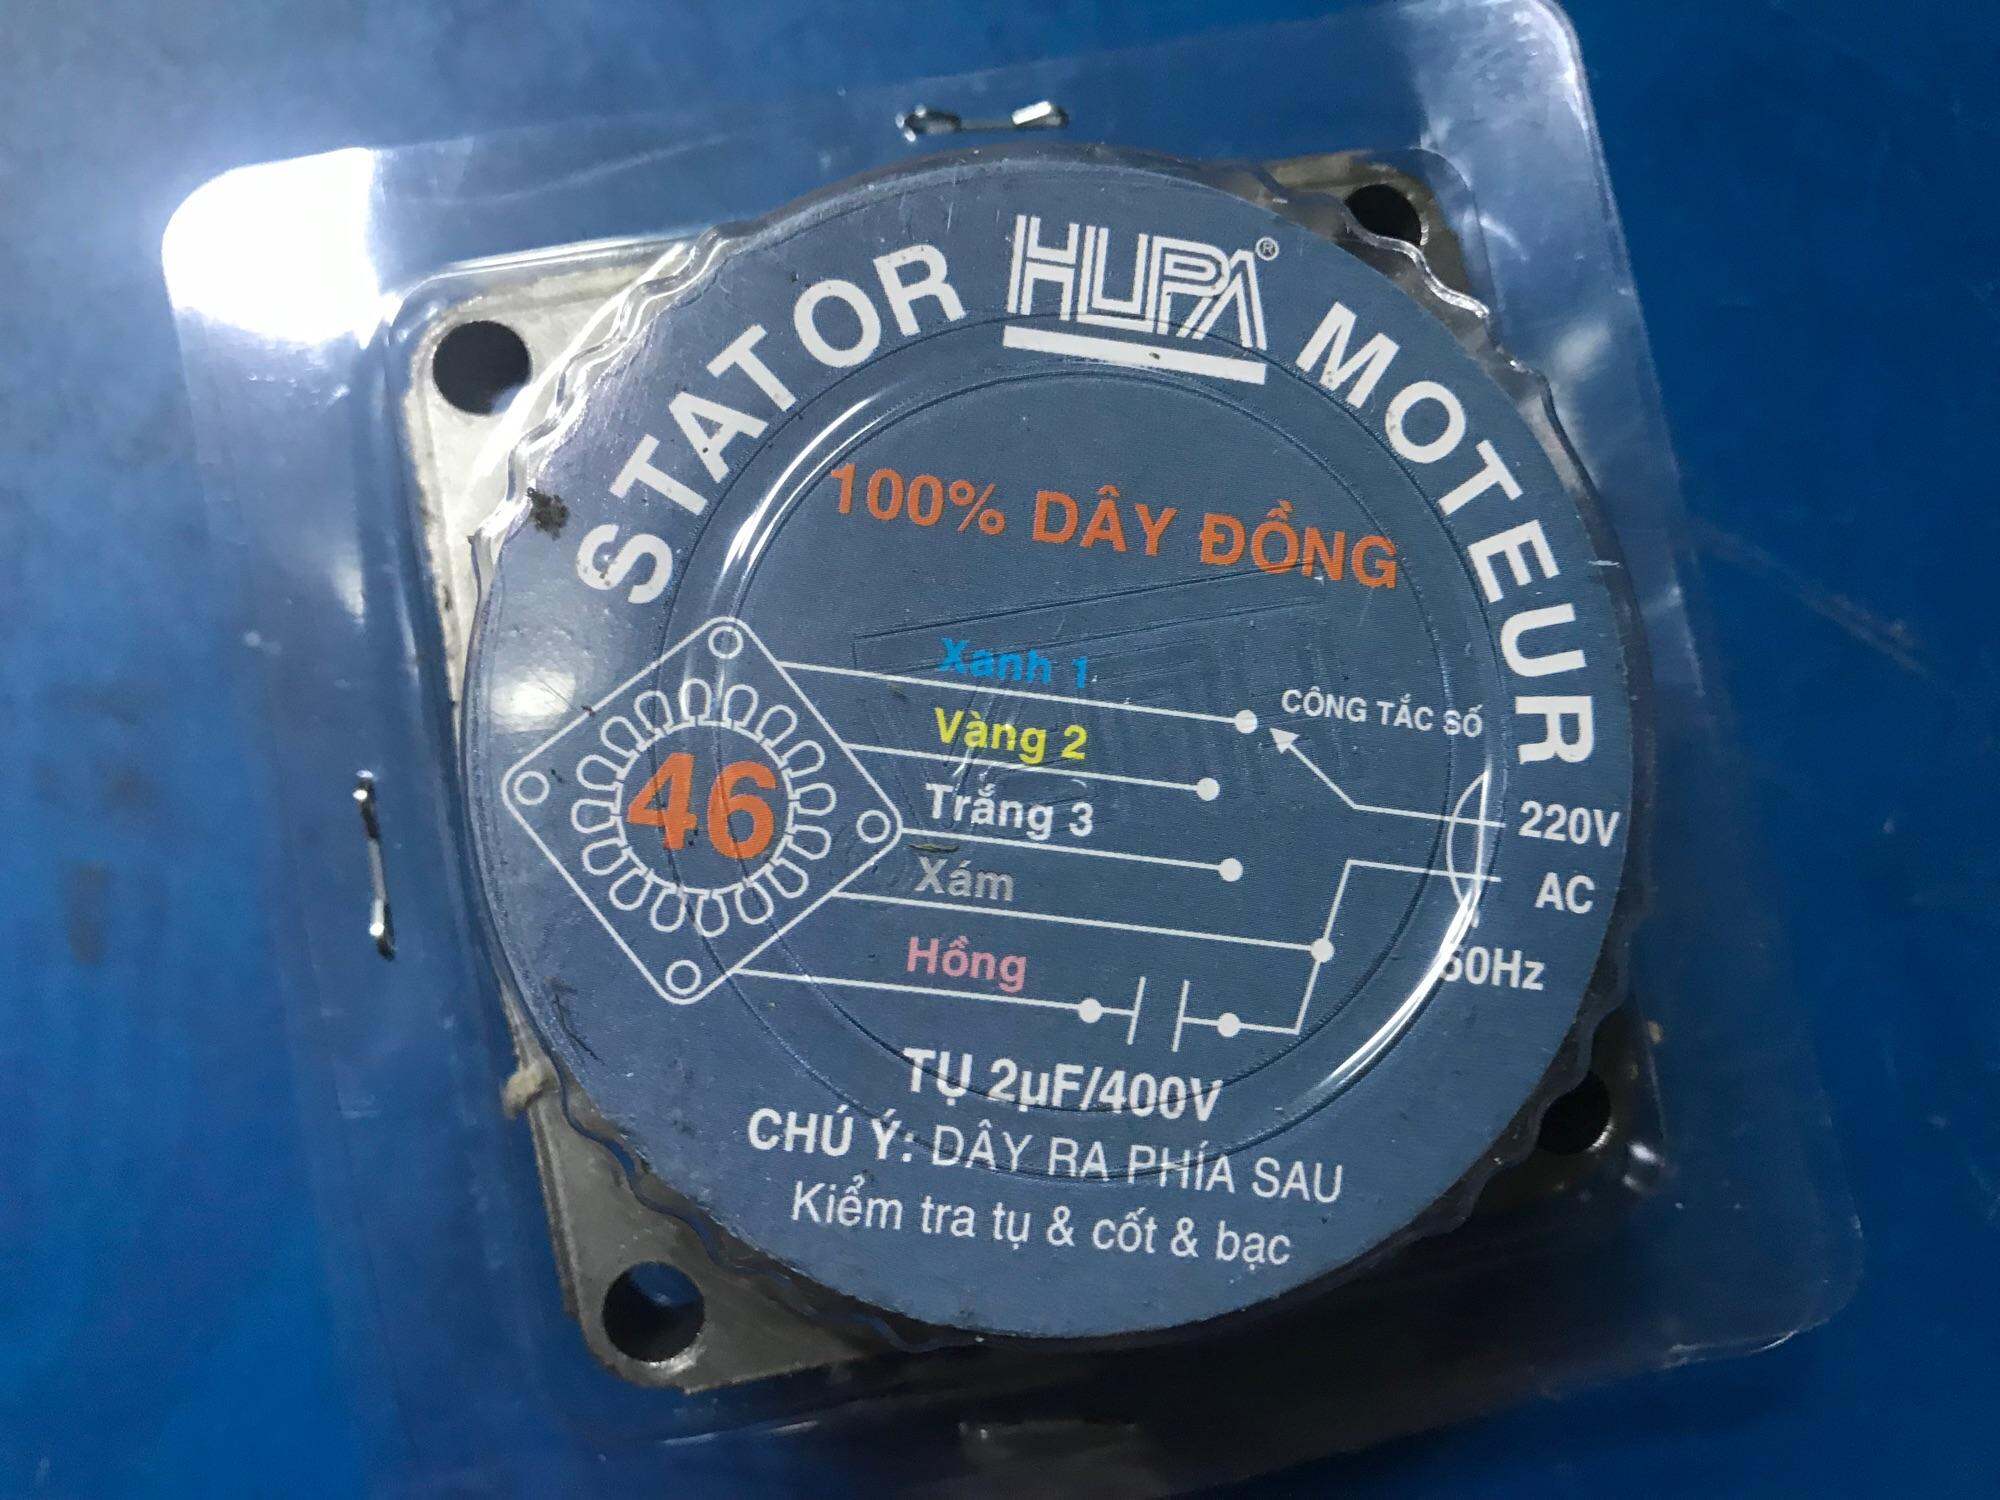 STATOR HUPA® MOTEUR
100% DÂY ĐỒNG
Xanh 1
CÔNG TẮC SỐ
Vàng 2
Trắng 3
220V
46
Xám
AC
Hồng
50Hz
TỤ 2µF/400V
CHÚ Ý: DÂY RA PHÍA SAU
Kiểm tra tụ & cốt & bạc